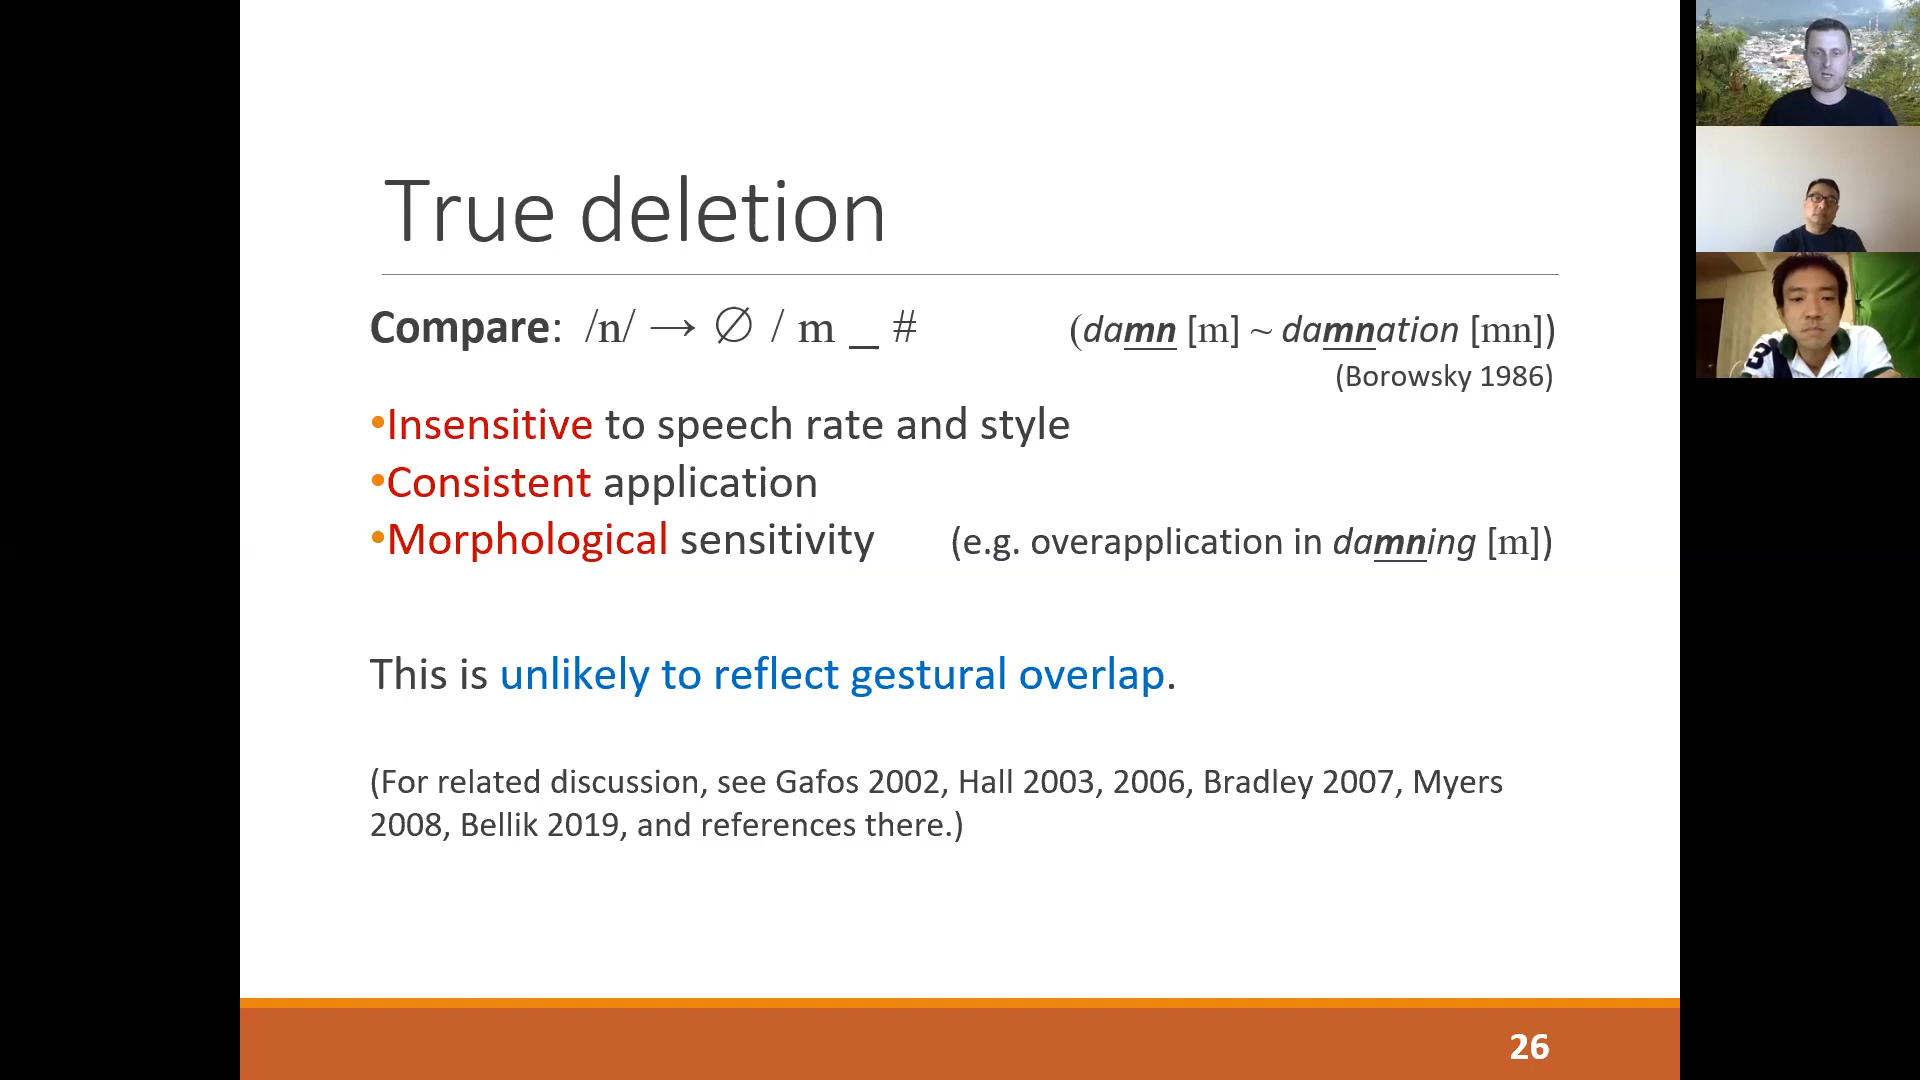 True deletion
Compare: /n/ → ∅ / m _ # (damn [m] ~ damnation [mn])
(Borowsky 1986)
•Insensitive to speech rate and style
•Consistent application
•Morphological sensitivity (e.g. overapplication in damning [m])
This is unlikely to reflect gestural overlap.
(For related discussion, see Gafos 2002, Hall 2003, 2006, Bradley 2007, Myers
2008, Bellik 2019, and references there.)
26
3